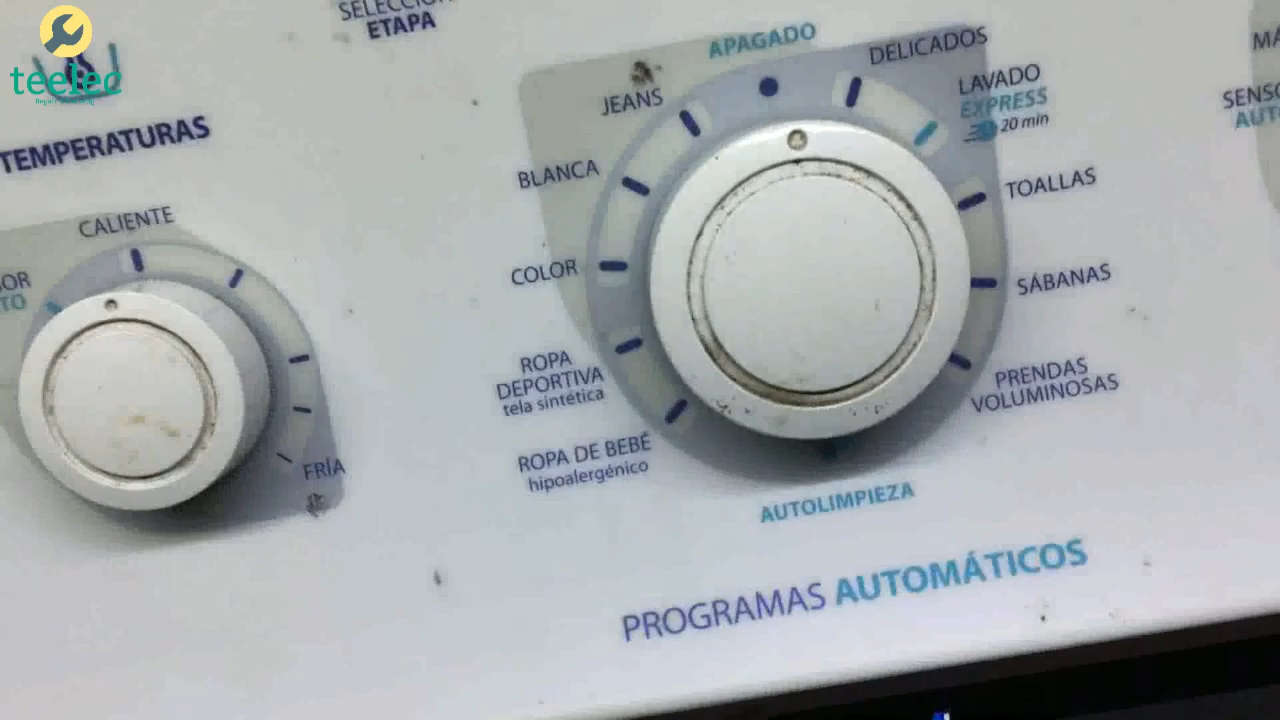 teelec
SELECCIÓN
ETAPA
TEMPERATURAS
CALIENTE
FRÍA
APAGADO
DELICADOS
LAVADO
EXPRESS
20 min
TOALLAS
SÁBANAS
PRENDAS
VOLUMINOSAS
AUTOLIMPIEZA
ROPA DE BEBÉ
hipoalergénico
ROPA
DEPORTIVA
tela sintética
COLOR
BLANCA
JEANS
PROGRAMAS AUTOMÁTICOS